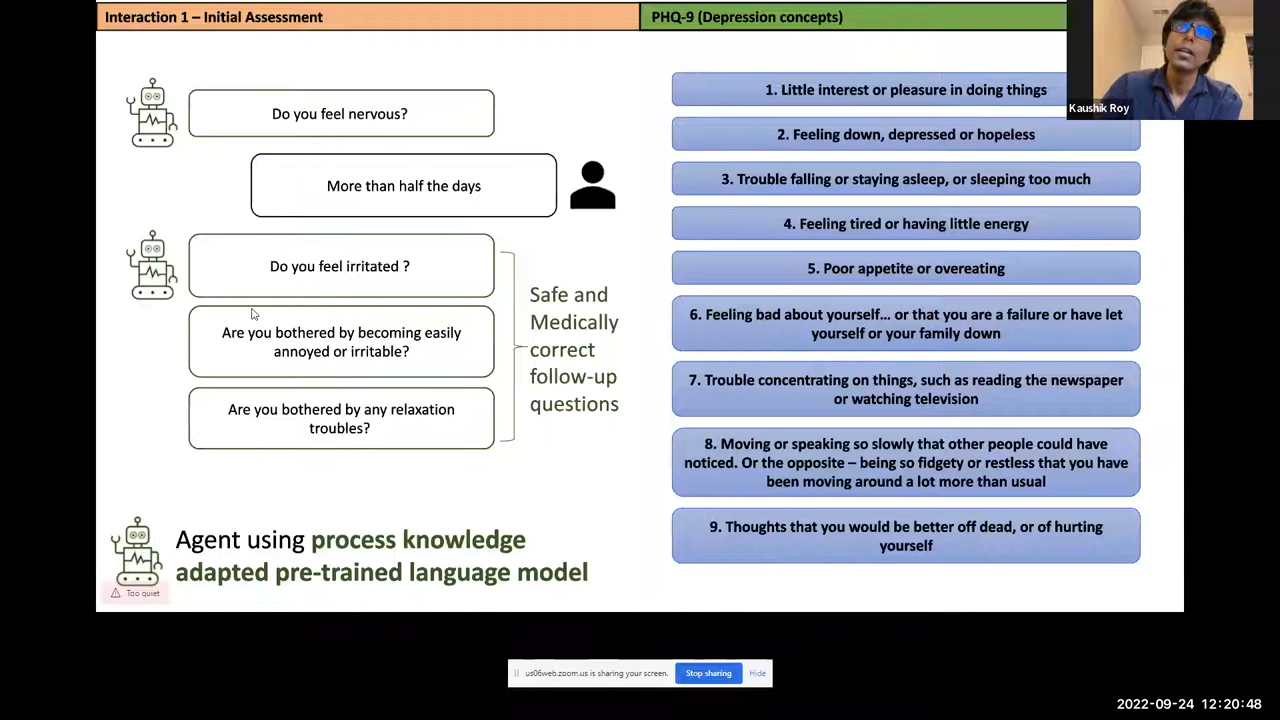 Interaction 1 – Initial Assessment
PHQ-9 (Depression concepts)
Kaushik Roy
Do you feel nervous?
More than half the days
Do you feel irritated ?
Are you bothered by becoming easily
annoyed or irritable?
Are you bothered by any relaxation
troubles?
Safe and
Medically
correct
follow-up
questions
Agent using process knowledge
adapted pre-trained language model
Too quiet
1. Little interest or pleasure in doing things
2. Feeling down, depressed or hopeless
3. Trouble falling or staying asleep, or sleeping too much
4. Feeling tired or having little energy
5. Poor appetite or overeating
6. Feeling bad about yourself… or that you are a failure or have let
yourself or your family down
7. Trouble concentrating on things, such as reading the newspaper
or watching television
8. Moving or speaking so slowly that other people could have
noticed. Or the opposite – being so fidgety or restless that you have
been moving around a lot more than usual
9. Thoughts that you would be better off dead, or of hurting
yourself
us06web.zoom.us is sharing your screen.
Stop sharing
Hide
2022-09-24 12:20:48